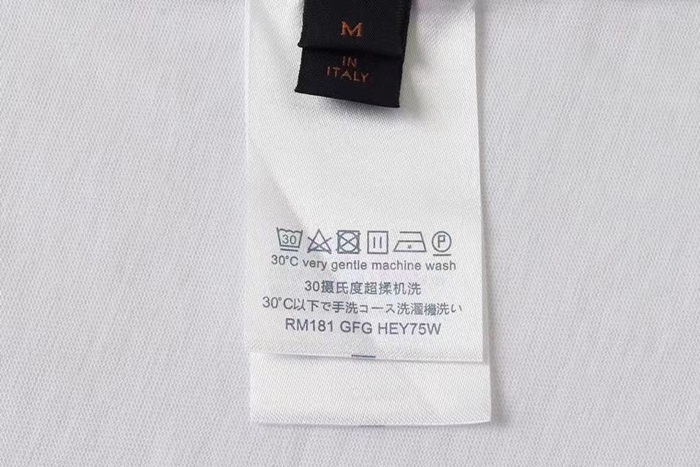 M
IN
ITALY
30
P
30°C very gentle machine wash
30摄氏度超揉机洗
30°C以下で手洗コース洗濯機洗い
RM181 GFG HEY75W